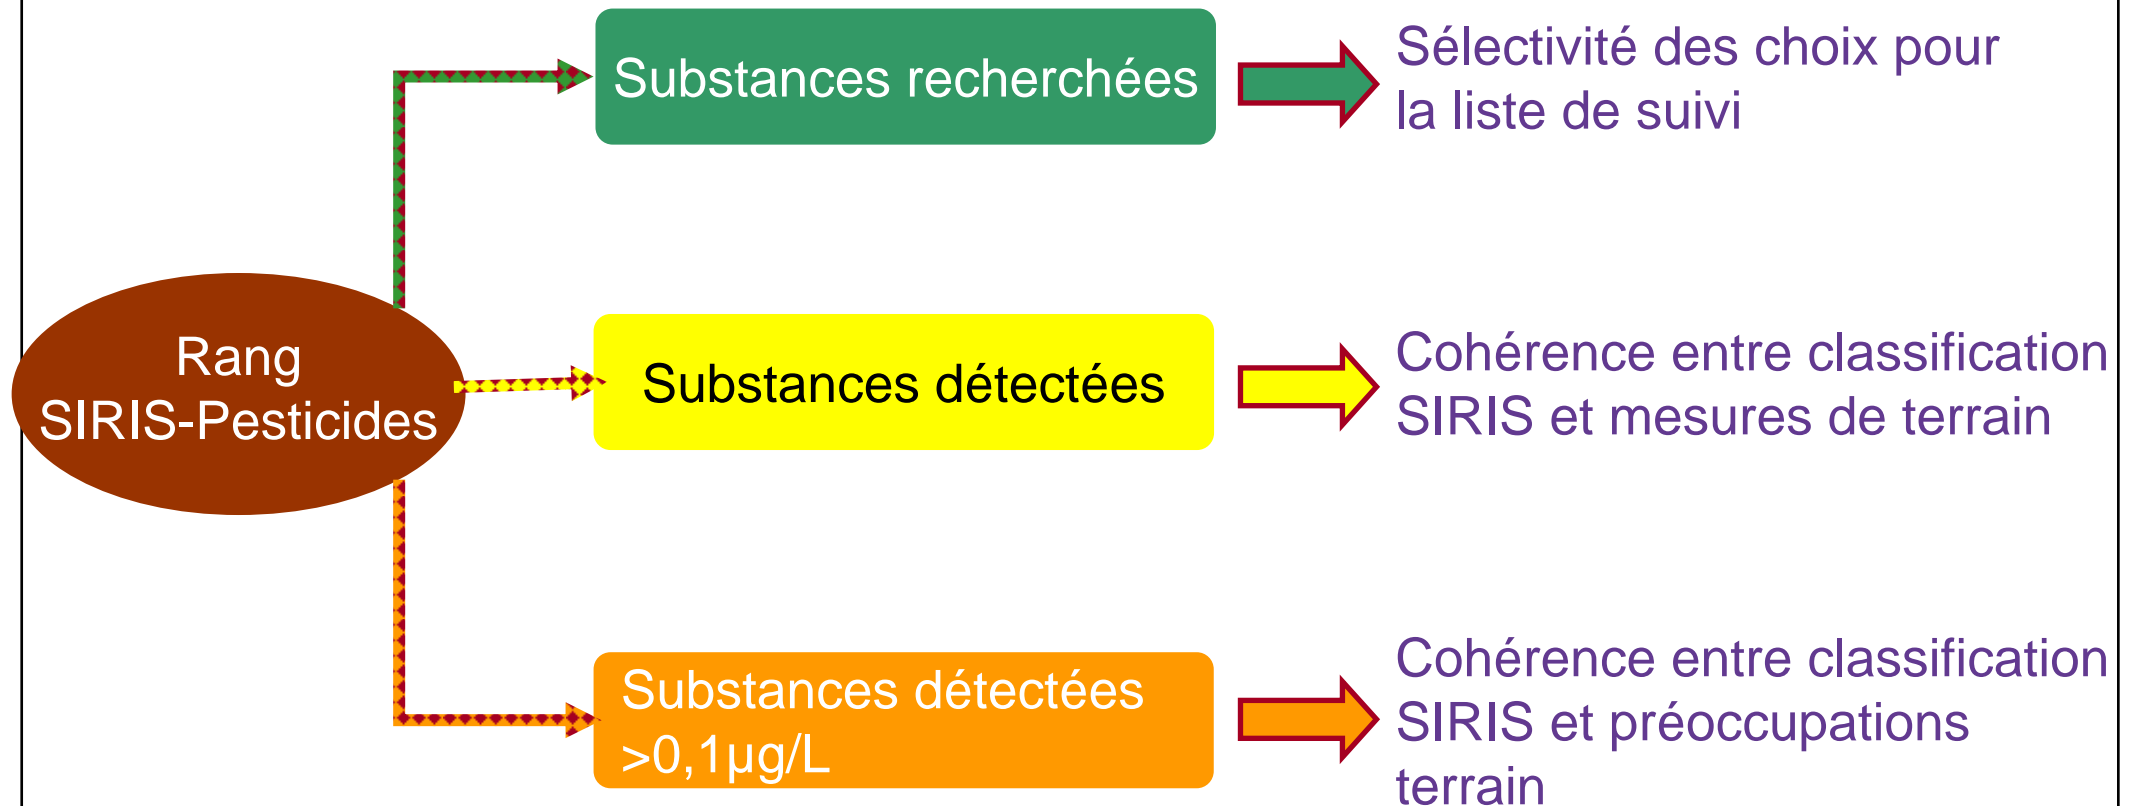 Substances recherchées
Sélectivité des choix pour
la liste de suivi
Rang
SIRIS-Pesticides
Substances détectées
Cohérence entre classification
SIRIS et mesures de terrain
Substances détectées
>0,1µg/L
Cohérence entre classification
SIRIS et préoccupations
terrain